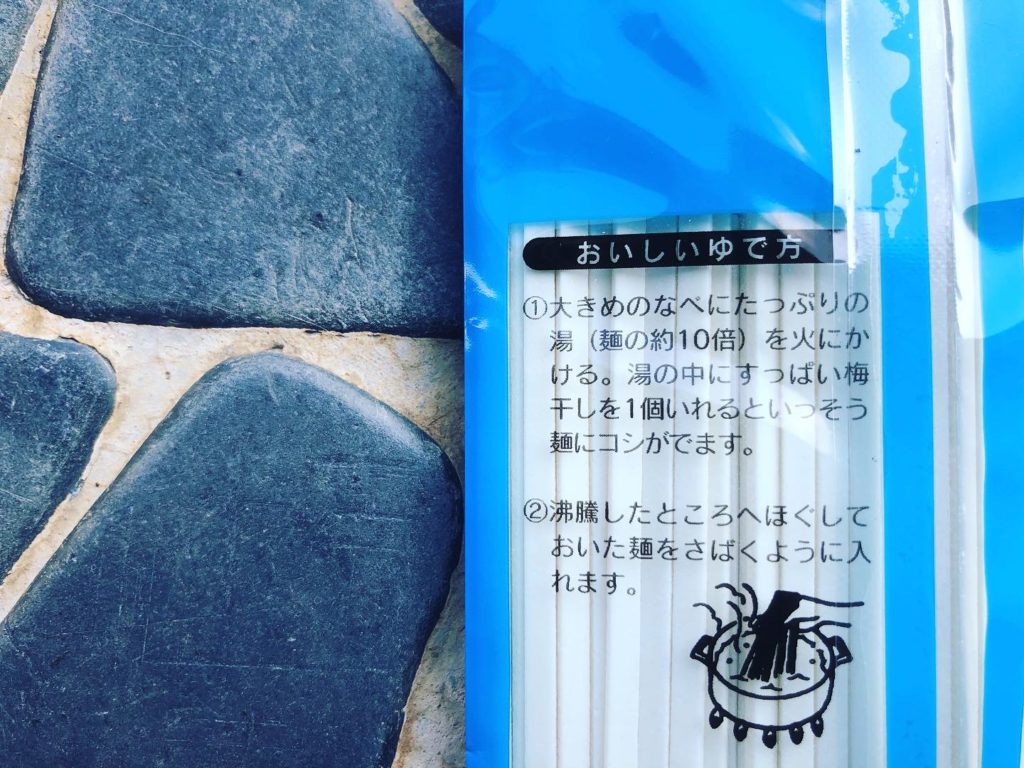 おいしいゆで方
①大きめのなべにたっぷりの
湯（麺の約10倍）を火にか
ける。湯の中にすっぱい梅
干しを1個いれるといっそう
麺にコシがでます。
②沸騰したところへほぐして
おいた麺をさばくように入
れます。